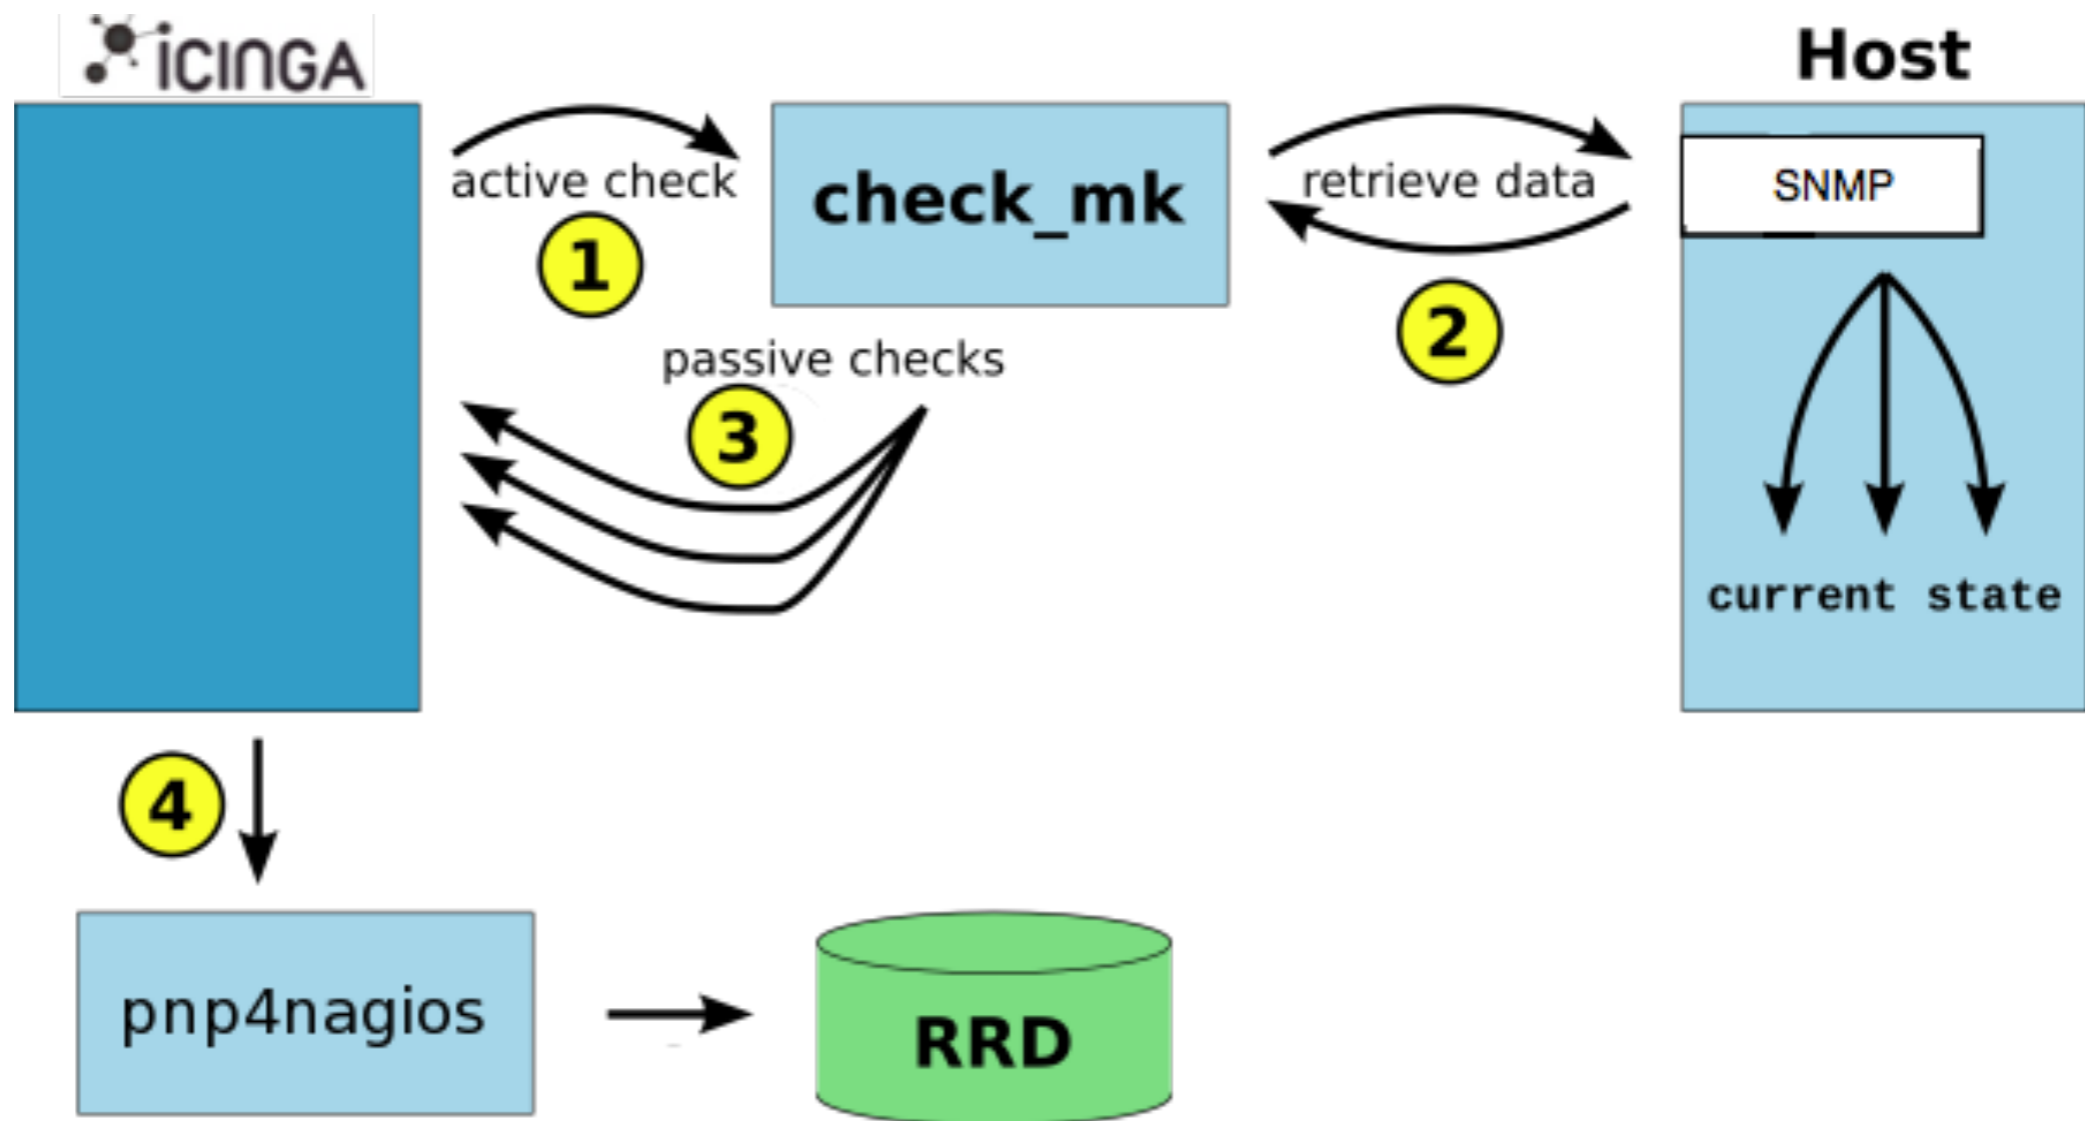 iCINGA
Host
active check
check_mk
retrieve data
SNMP
1
2
passive checks
3
current state
4
pnp4nagios
RRD